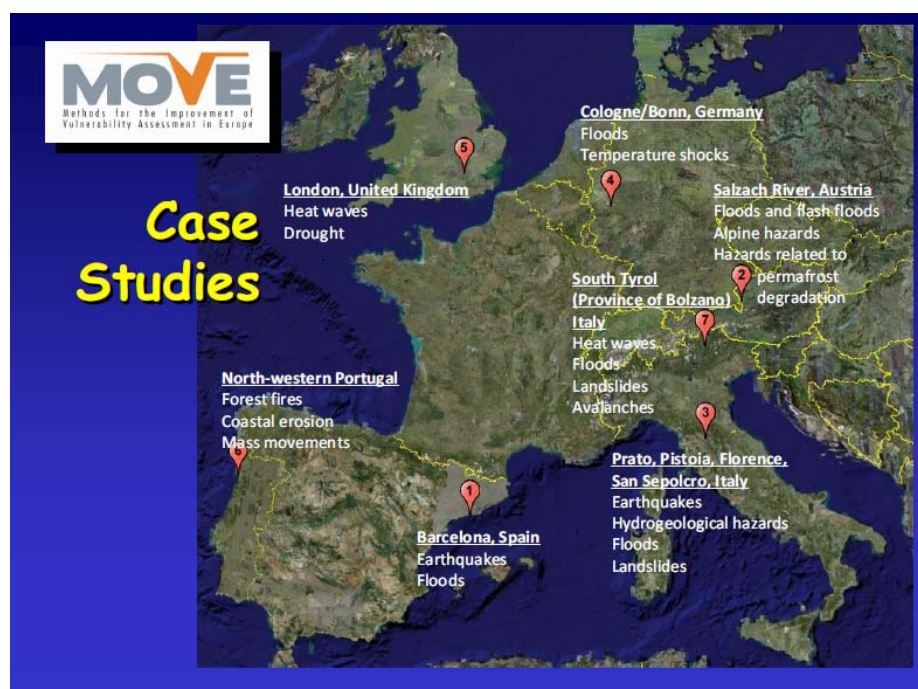 MOVE
Methods for the Improvement of
Vulnerability Assessment in Europe
Case
Studies
5
London, United Kingdom
Heat waves
Drought
Cologne/Bonn, Germany
Floods
Temperature shocks
4
Salzach River, Austria
Floods and flash floods
Alpine hazards
Hazards related to
permafrost
degradation
2
South Tyrol
(Province of Bolzano)
Italy
Heat waves
Floods
Landslides
Avalanches
7
North-western Portugal
Forest fires
Coastal erosion
Mass movements
6
3
Prato, Pistoia, Florence,
San Sepolcro, Italy
Earthquakes
Hydrogeological hazards
Floods
Landslides
1
Barcelona, Spain
Earthquakes
Floods